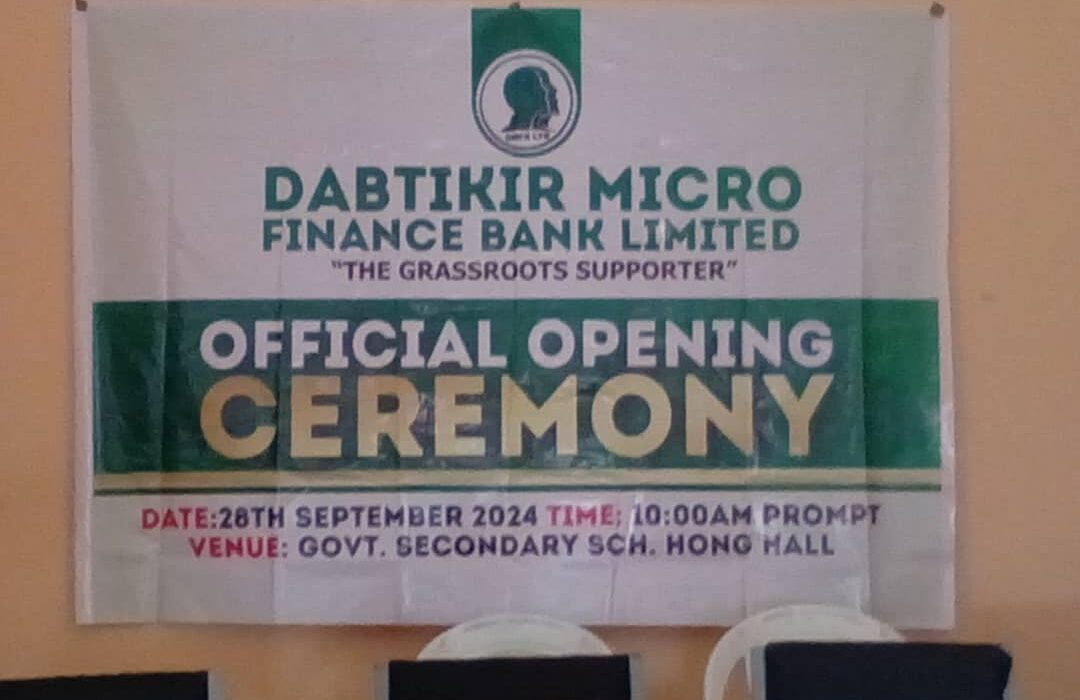 DABTIKIR MICRO
FINANCE BANK LIMITED
"THE GRASSROOTS SUPPORTER"
OFFICIAL OPENING
CEREMONY
DATE:28TH SEPTEMBER 2024 TIME; 10:00AM PROMPT
VENUE: GOVT. SECONDARY SCH. HONG HALL